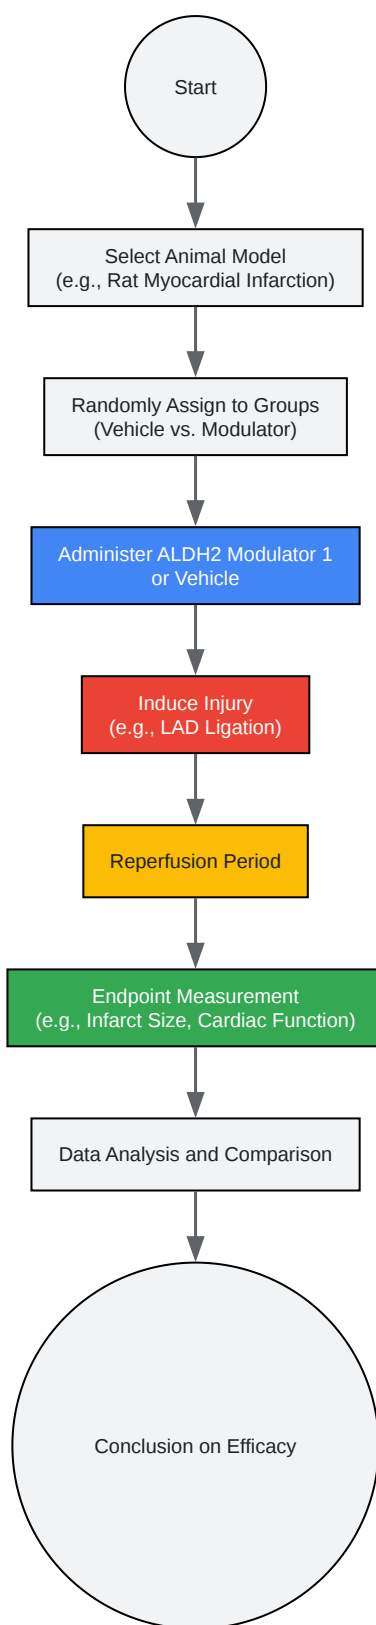 Start
Select Animal Model
(e.g., Rat Myocardial Infarction)
Randomly Assign to Groups
(Vehicle vs. Modulator)
Administer ALDH2 Modulator 1
or Vehicle
Induce Injury
(e.g., LAD Ligation)
Reperfusion Period
Endpoint Measurement
(e.g., Infarct Size, Cardiac Function)
Data Analysis and Comparison
Conclusion on Efficacy